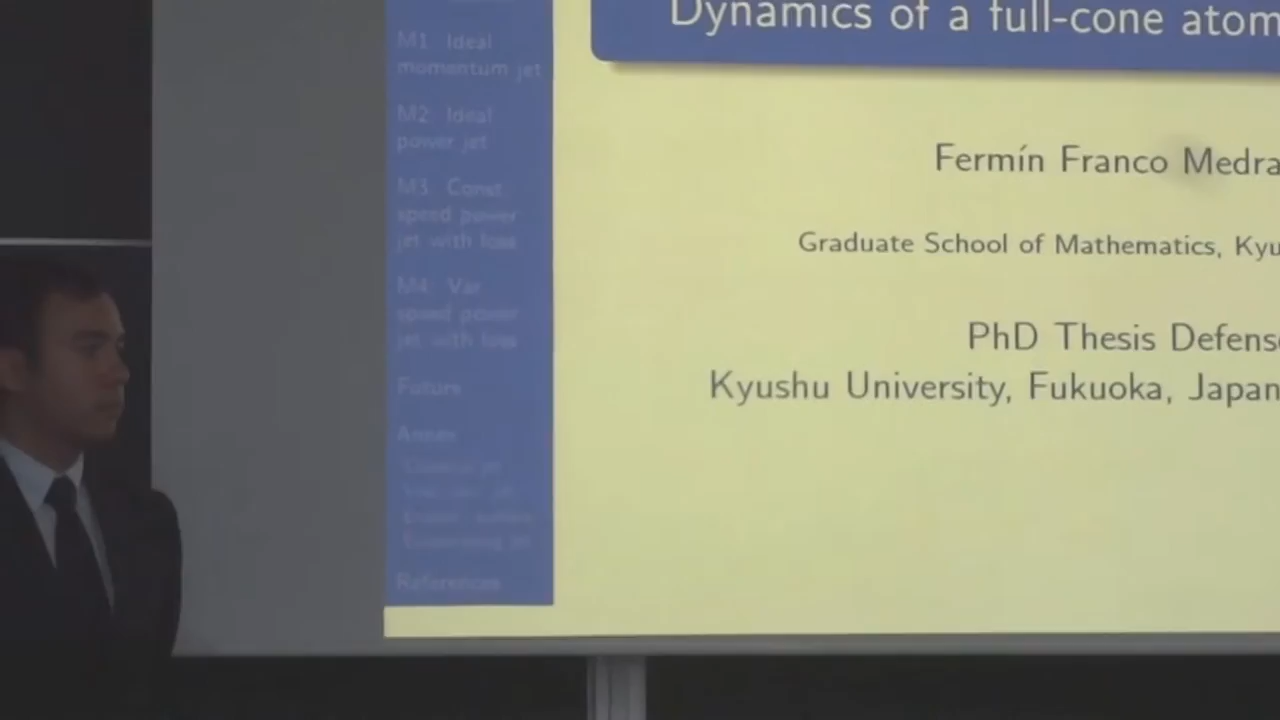 Dynamics of a full-cone atom
M1 Ideal
momentum jet
M2 Ideal
power jet
M3 Const
speed power
jet with loss
M4 Var
speed power
jet with loss
Future
Annex
References
Fermín Franco Medra
Graduate School of Mathematics, Kyu
PhD Thesis Defense
Kyushu University, Fukuoka, Japan